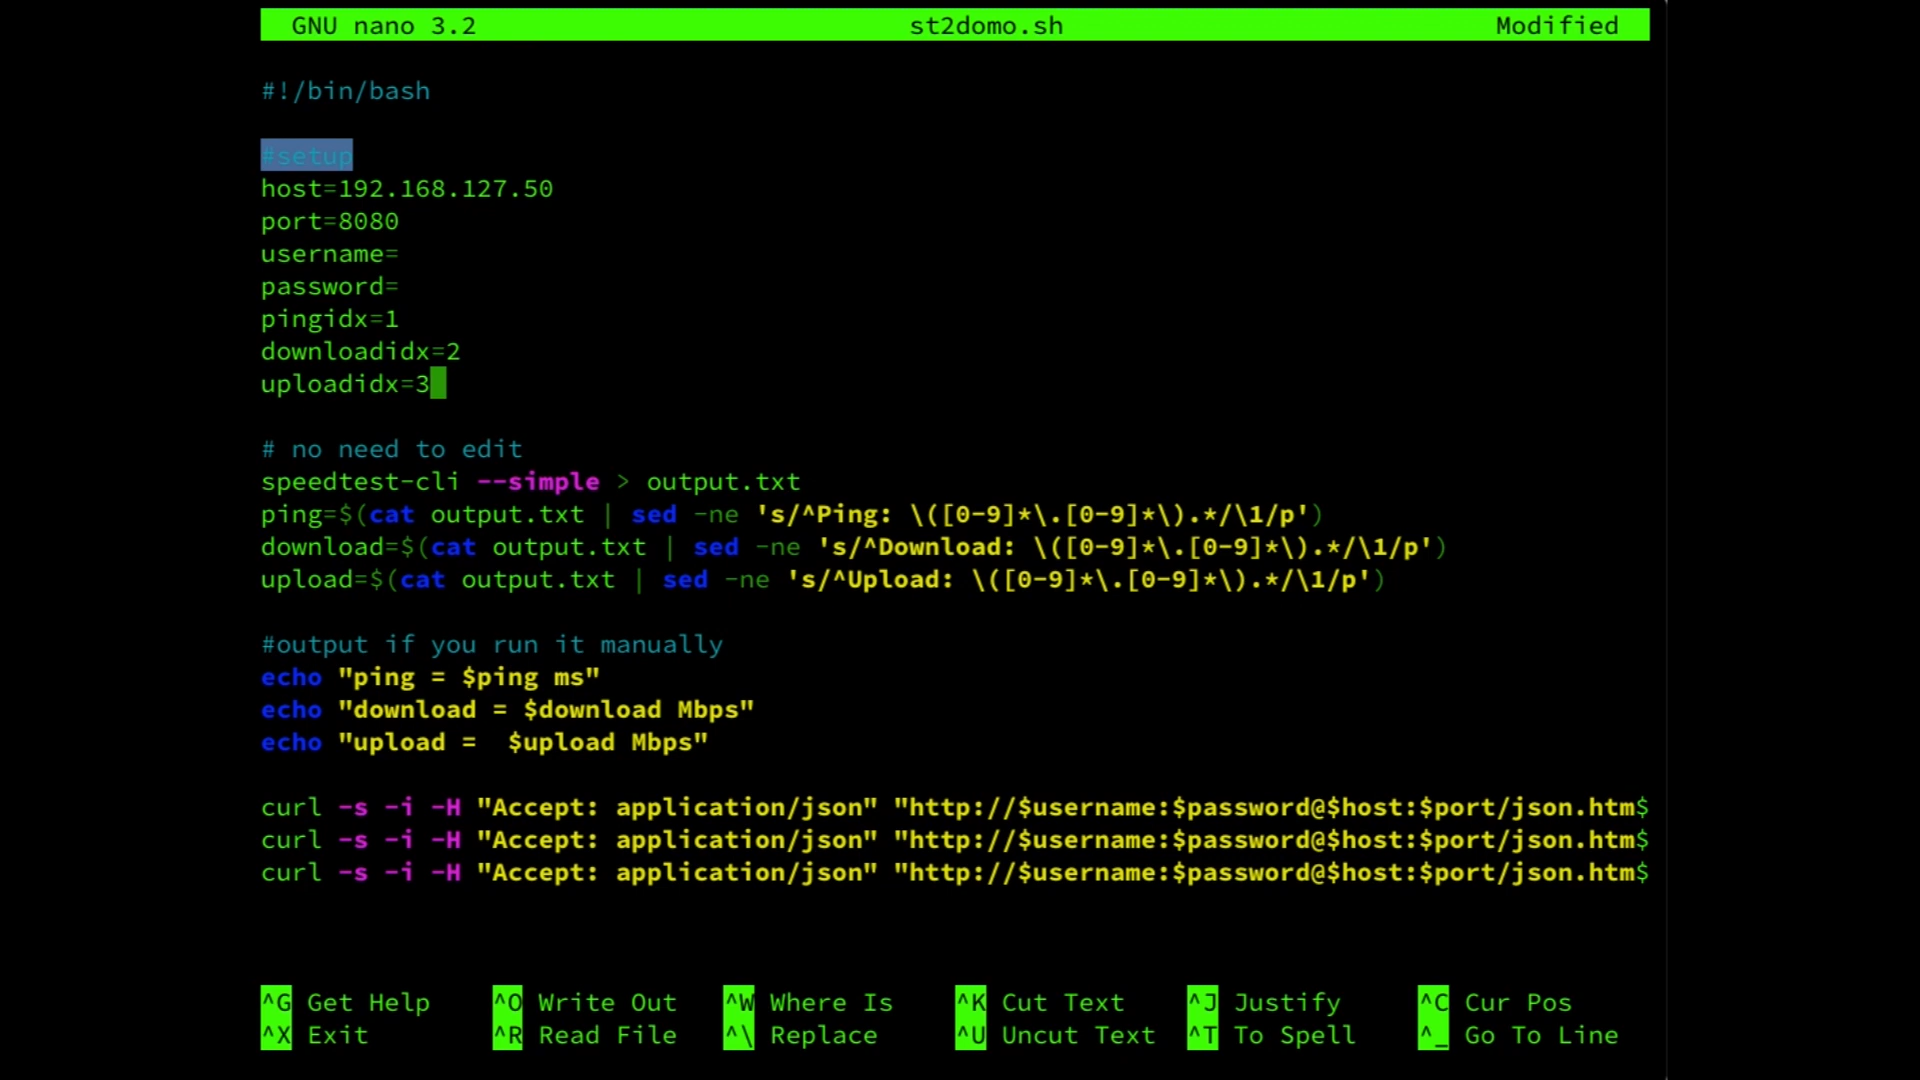 GNU nano 3.2 st2domo.sh Modified
#!/bin/bash
#setup
host=192.168.127.50
port=8080
username=
password=
pingidx=1
downloadidx=2
uploadidx=3
# no need to edit
speedtest-cli --simple > output.txt
ping=$(cat output.txt | sed -ne 's/^Ping: \([0-9]*\.[0-9]*\).*/\1/p')
download=$(cat output.txt | sed -ne 's/^Download: \([0-9]*\.[0-9]*\).*/\1/p')
upload=$(cat output.txt | sed -ne 's/^Upload: \([0-9]*\.[0-9]*\).*/\1/p')
#output if you run it manually
echo "ping = $ping ms"
echo "download = $download Mbps"
echo "upload =  $upload Mbps"
curl -s -i -H "Accept: application/json" "http://$username:$password@$host:$port/json.htm$
curl -s -i -H "Accept: application/json" "http://$username:$password@$host:$port/json.htm$
curl -s -i -H "Accept: application/json" "http://$username:$password@$host:$port/json.htm$
^G Get Help ^O Write Out ^W Where Is ^K Cut Text ^J Justify ^C Cur Pos
^X Exit ^R Read File ^\ Replace ^U Uncut Text ^T To Spell ^_ Go To Line